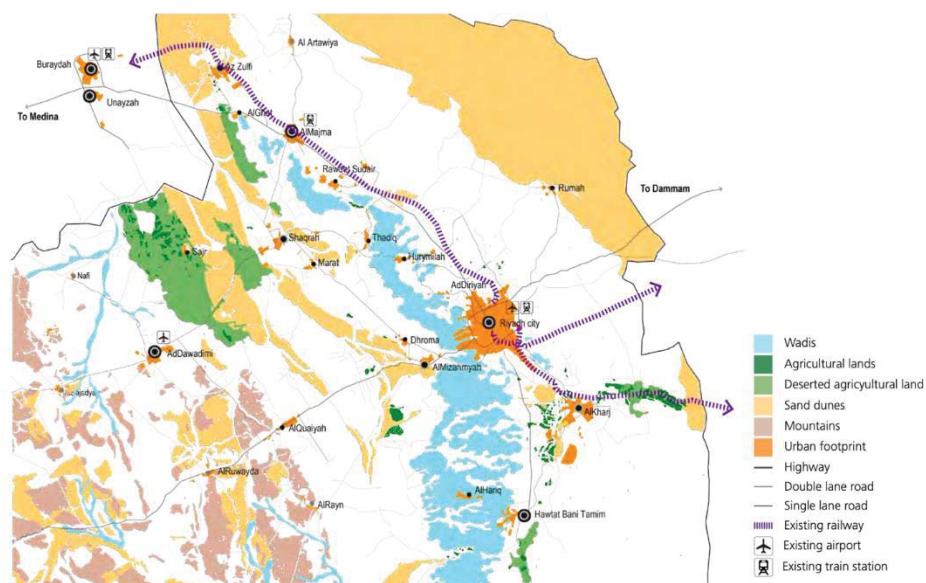 Al Artawiya
Buraydah
Az Zulfi
Unayzah
To Medina
AlGhat
AlMajma
Rawdat Sudair
Rumah
To Dammam
Shaqrah
Thadiq
Sajr
Marat
Hurymilah
Nafi
AdDiriyah
Riyadh city
Dhroma
AdDawadimi
AlMizahmyah
AlKharj
AlQuaiyah
AlRuwayda
AlHariq
AlRayn
Hawtat Bani Tamim
Wadis
Agricultural lands
Deserted agricyultural land
Sand dunes
Mountains
Urban footprint
Highway
Double lane road
Single lane road
Existing railway
Existing airport
Existing train station